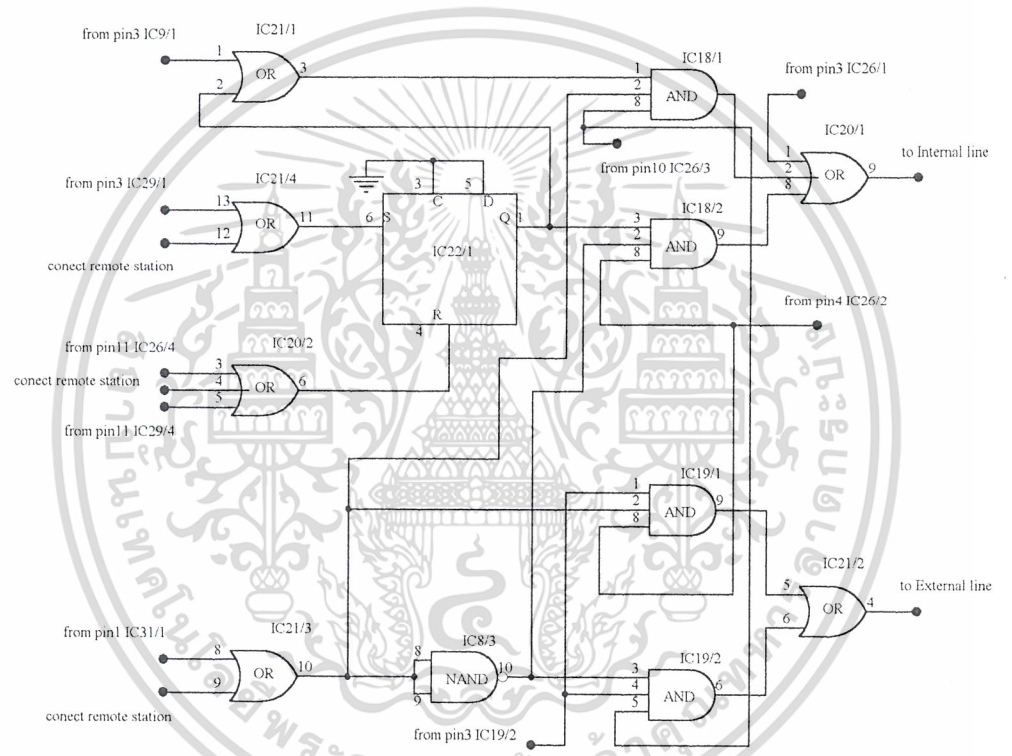 from pin3 IC9/1
IC21/1
1
2
OR
3
IC18/1
1
2
8
AND
from pin3 IC26/1
IC20/1
1
2
8
OR
9
to Internal line
from pin10 IC26/3
from pin3 IC29/1
IC21/4
13
12
OR
11
conect remote station
3
5
C
D
6
S
Q
1
IC22/1
R
4
IC18/2
3
2
8
AND
9
from pin4 IC26/2
from pin11 IC26/4
IC20/2
conect remote station
3
4
5
OR
6
from pin11 IC29/4
IC19/1
1
2
8
AND
9
IC21/2
5
6
OR
4
to External line
from pin1 IC31/1
IC21/3
8
9
OR
10
conect remote station
IC8/3
8
9
NAND
10
IC19/2
3
4
5
AND
6
from pin3 IC19/2